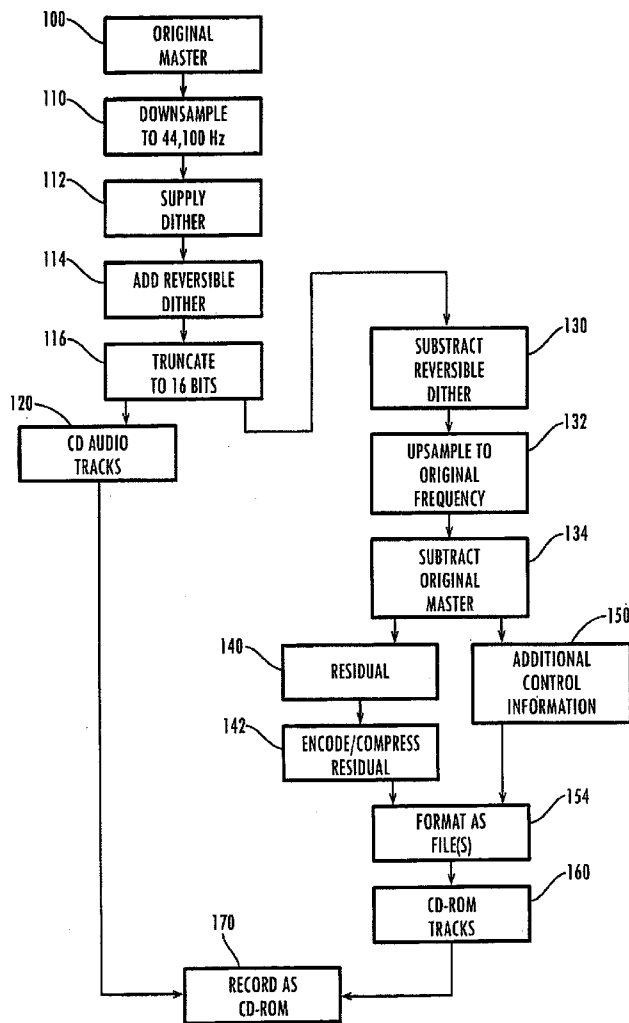 100
ORIGINAL
MASTER
110
DOWNSAMPLE
TO 44,100 Hz
112
SUPPLY
DITHER
114
ADD REVERSIBLE
DITHER
116
TRUNCATE
TO 16 BITS
120
CD AUDIO
TRACKS
130
SUBSTRACT
REVERSIBLE
DITHER
132
UPSAMPLE TO
ORIGINAL
FREQUENCY
134
SUBTRACT
ORIGINAL
MASTER
140
RESIDUAL
150
ADDITIONAL
CONTROL
INFORMATION
142
ENCODE/COMPRESS
RESIDUAL
154
FORMAT AS
FILE(S)
160
CD-ROM
TRACKS
170
RECORD AS
CD-ROM